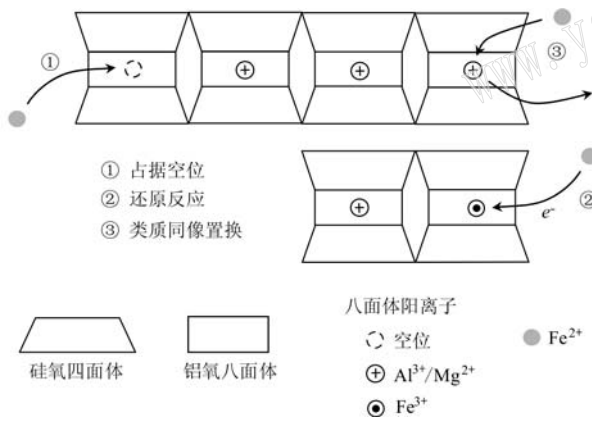 ①
③
www.y
① 占据空位
② 还原反应
③ 类质同像置换
e⁻
②
硅氧四面体
铝氧八面体
八面体阳离子
空位
Al³⁺/Mg²⁺
Fe³⁺
Fe²⁺